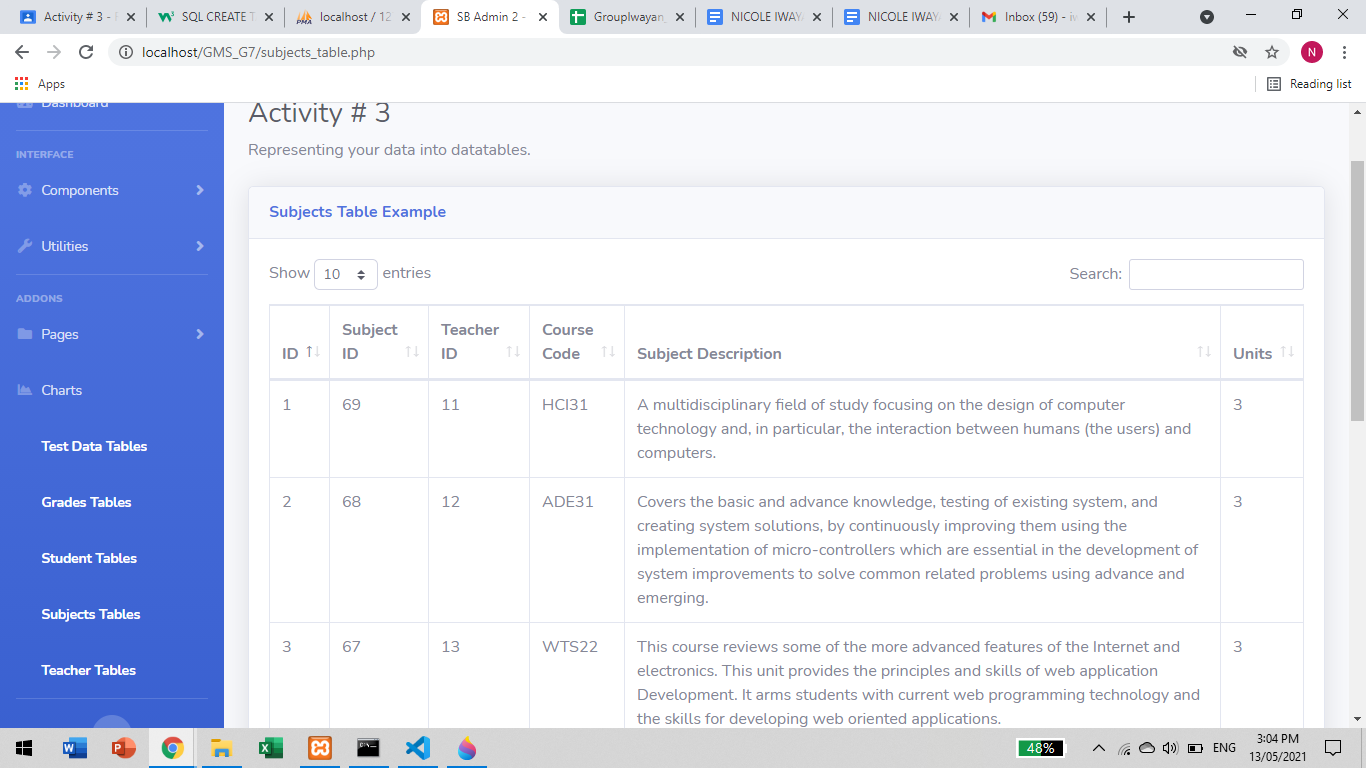 Activity # 3 -
SQL CREATE T
localhost / 12
SB Admin 2 -
GroupIwayan_
NICOLE IWAYA
NICOLE IWAYA
Inbox (59) - iw
localhost/GMS_G7/subjects_table.php
N
Apps
Reading list
Dashboard
INTERFACE
Components
Utilities
ADDONS
Pages
Charts
Test Data Tables
Grades Tables
Student Tables
Subjects Tables
Teacher Tables
Activity # 3
Representing your data into datatables.
Subjects Table Example
Show 10 entries
Search:
ID Subject ID Teacher ID Course Code Subject Description Units
1 69 11 HCI31 A multidisciplinary field of study focusing on the design of computer 3
technology and, in particular, the interaction between humans (the users) and
computers.
2 68 12 ADE31 Covers the basic and advance knowledge, testing of existing system, and 3
creating system solutions, by continuously improving them using the
implementation of micro-controllers which are essential in the development of
system improvements to solve common related problems using advance and
emerging.
3 67 13 WTS22 This course reviews some of the more advanced features of the Internet and 3
electronics. This unit provides the principles and skills of web application
Development. It arms students with current web programming technology and
the skills for developing web oriented applications.
48%
ENG
3:04 PM
13/05/2021